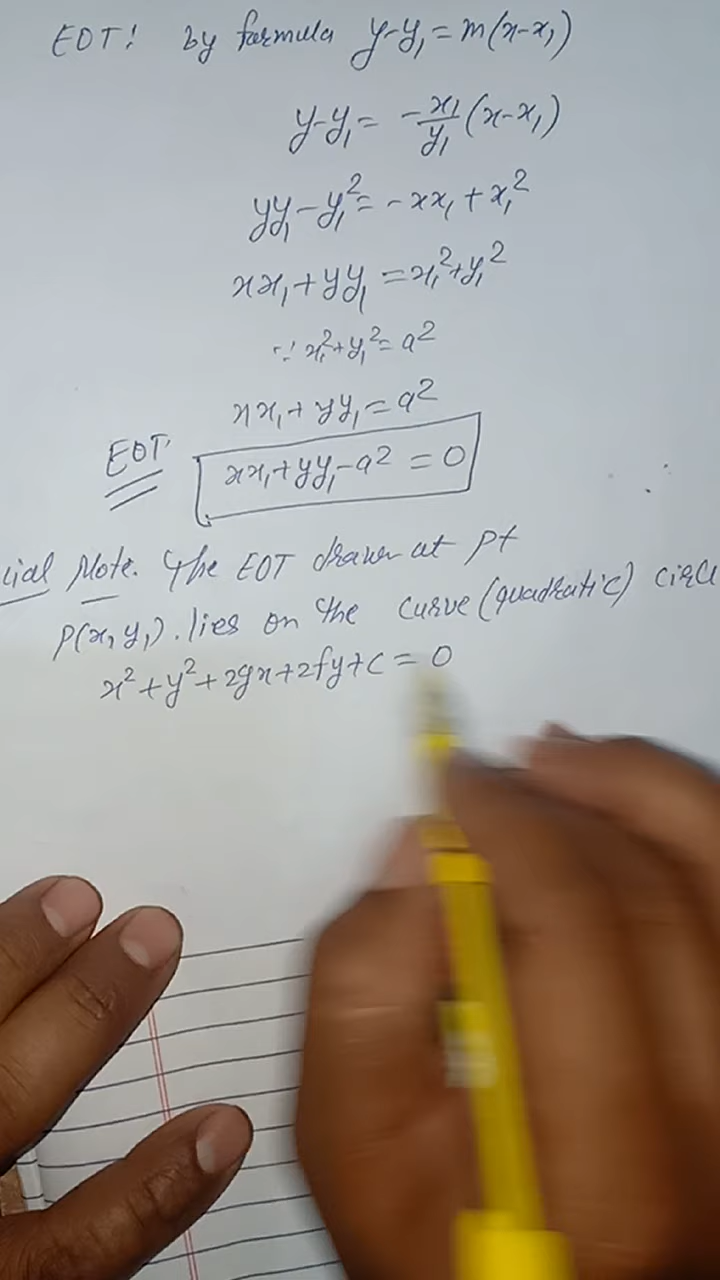 EOT! by formula y-y₁ = m(x-x₁)
y-y₁ = -x₁/y₁ (x-x₁)
yy₁ - y₁² = -xx₁ + x₁²
xx₁ + yy₁ = x₁² + y₁²
∵ x₁² + y₁² = a²
xx₁ + yy₁ = a²
EOT. xx₁ + yy₁ - a² = 0
cial Note. The EOT drawn at pt
P(x₁ y₁). lies on the curve (quadratic) circl
x² + y² + 2gx + 2fy + c = 0